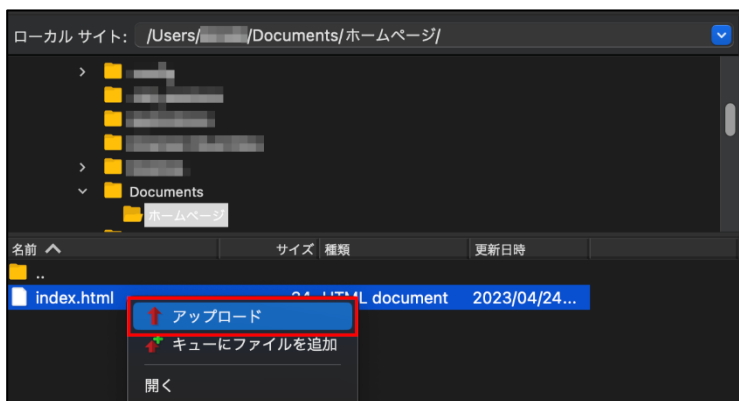 ローカル サイト: /Users/ /Documents/ホームページ/
Documents
ホームページ
名前 サイズ 種類 更新日時
..
index.html HTML document 2023/04/24...
アップロード
キューにファイルを追加
開く